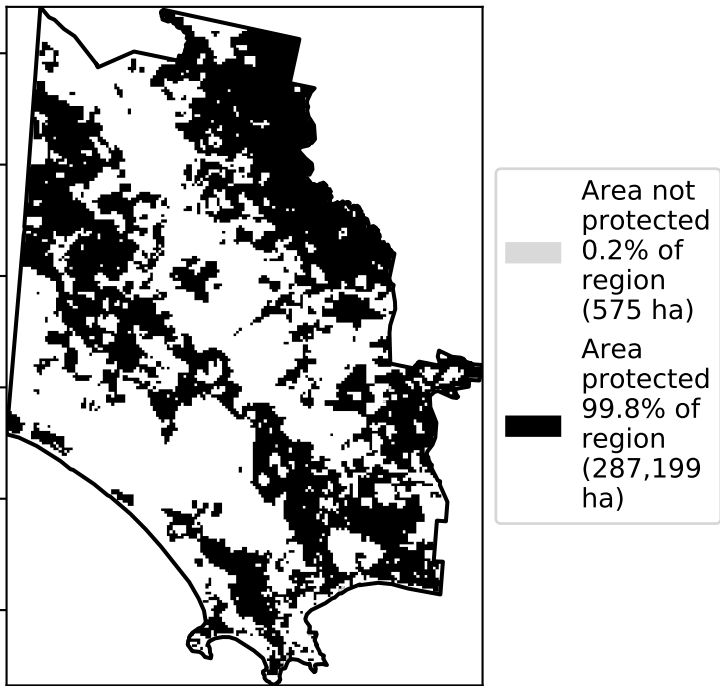 Area not
protected
0.2% of
region
(575 ha)
Area
protected
99.8% of
region
(287,199
ha)